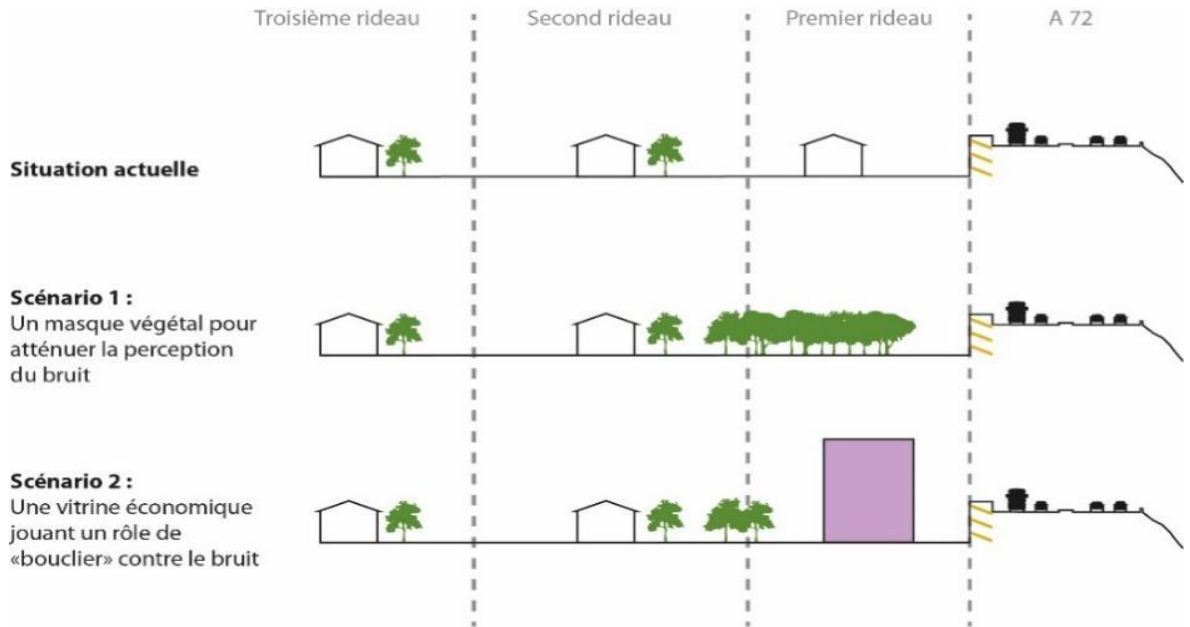 Troisième rideau
Second rideau
Premier rideau
A 72
Situation actuelle
Scénario 1 :
Un masque végétal pour
atténuer la perception
du bruit
Scénario 2 :
Une vitrine économique
jouant un rôle de
«bouclier» contre le bruit